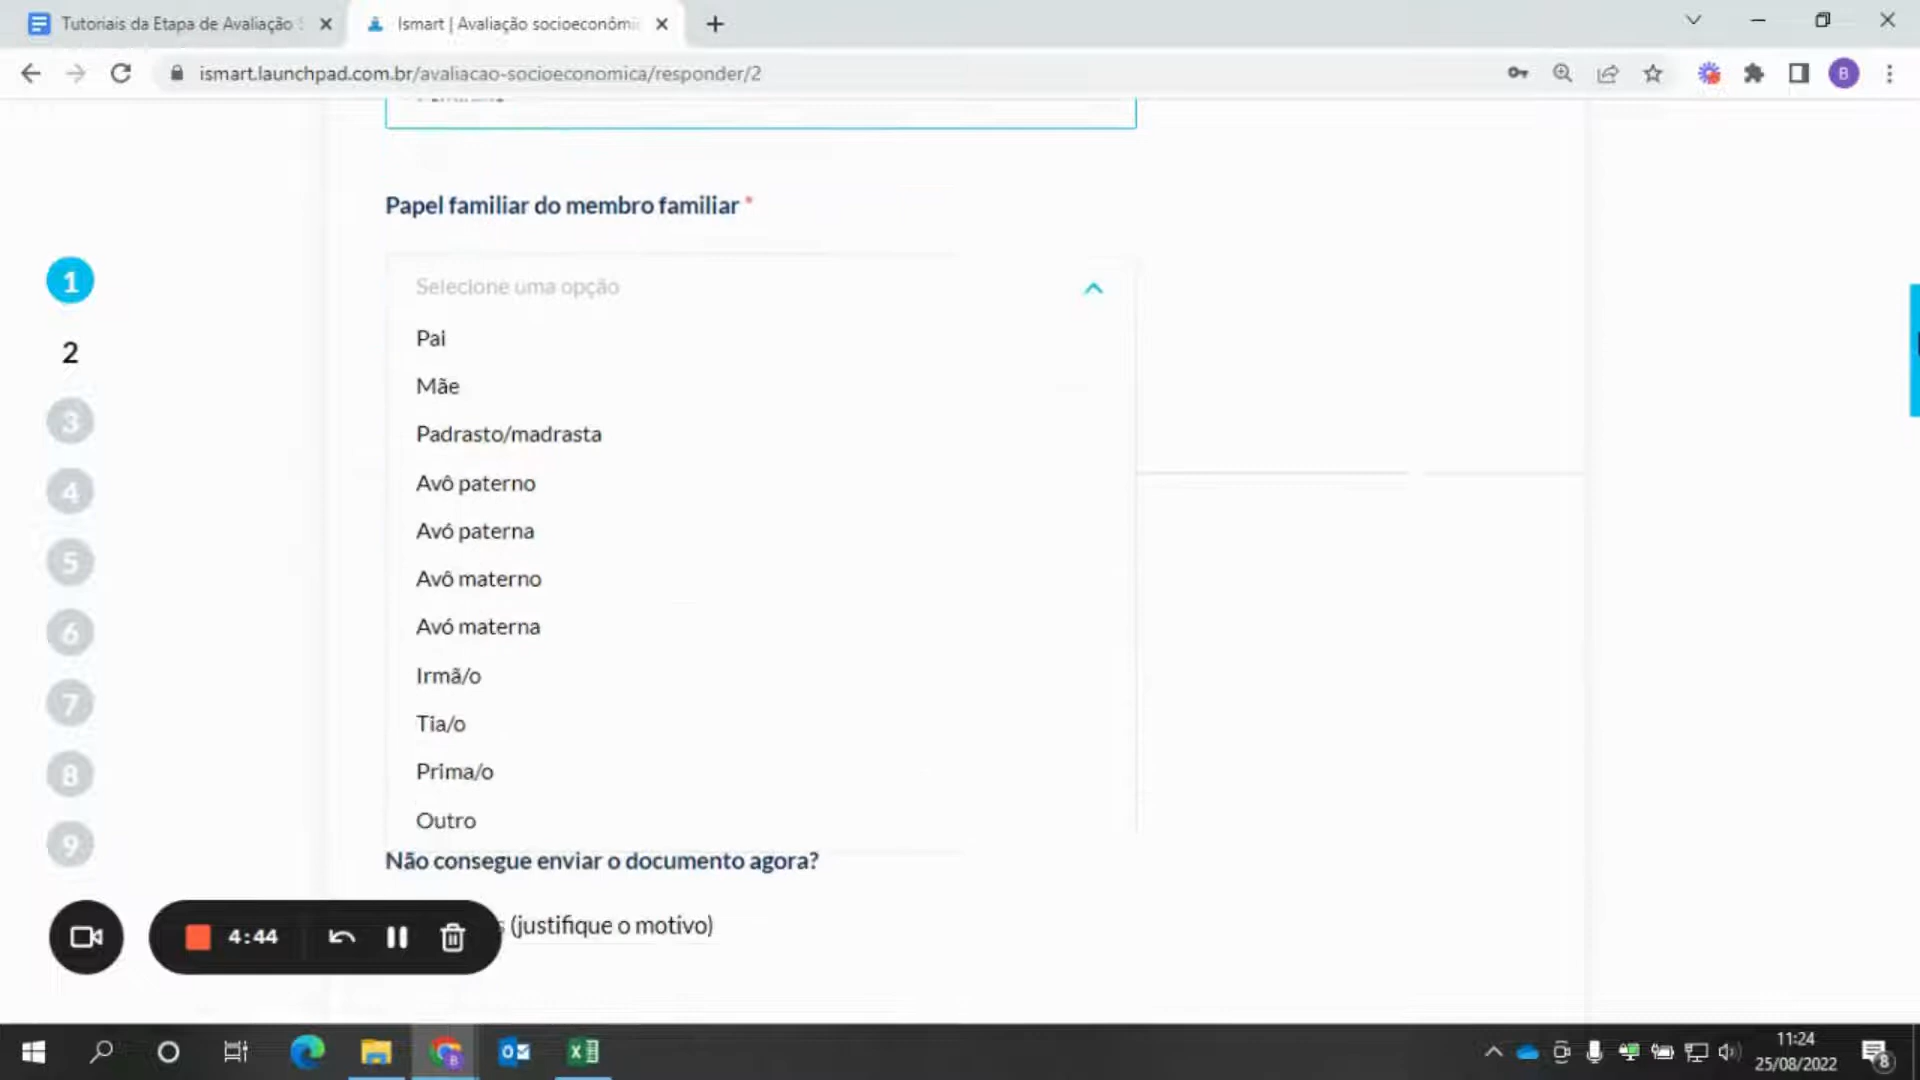 Tutoriais da Etapa de Avaliação
Ismart | Avaliação socioeconômi
ismart.launchpad.com.br/avaliacao-socioeconomica/responder/2
B
Papel familiar do membro familiar *
Selecione uma opção
Pai
Mãe
Padrasto/madrasta
Avô paterno
Avó paterna
Avô materno
Avó materna
Irmã/o
Tia/o
Prima/o
Outro
Não consegue enviar o documento agora?
(justifique o motivo)
1
2
3
4
5
6
7
8
9
4:44
11:24
25/08/2022
8